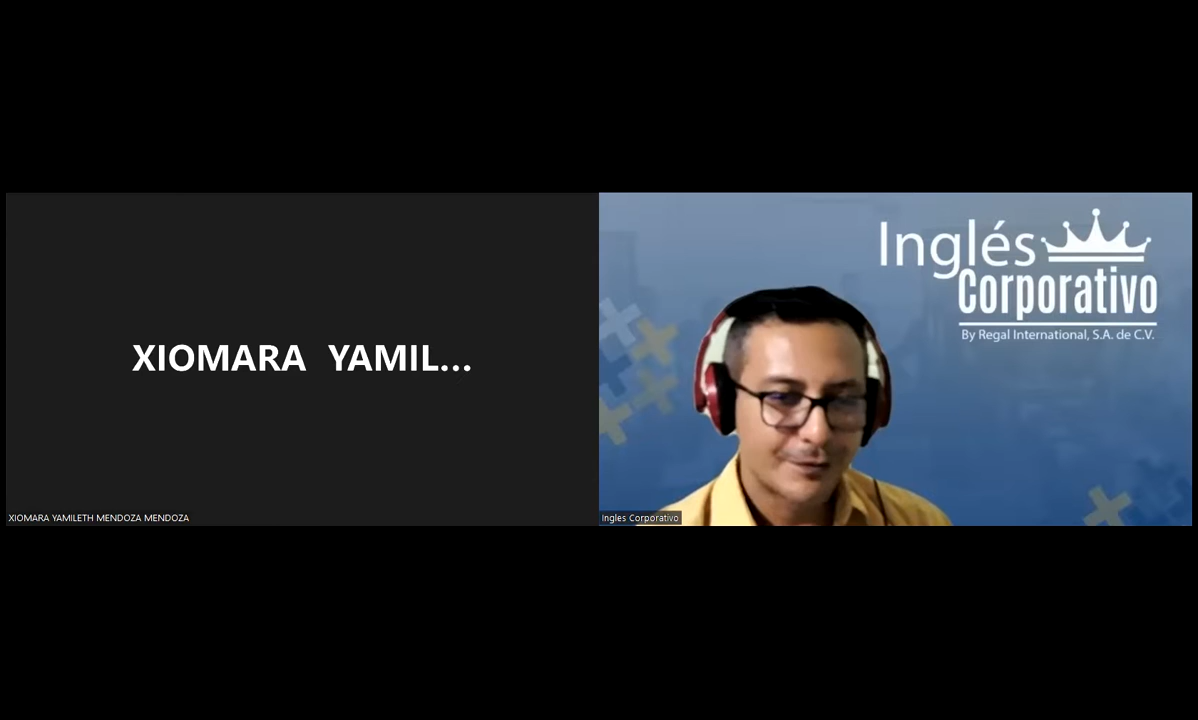 XIOMARA YAMIL...
XIOMARA YAMILETH MENDOZA MENDOZA
Inglés
Corporativo
By Regal International, S.A. de C.V.
Ingles Corporativo